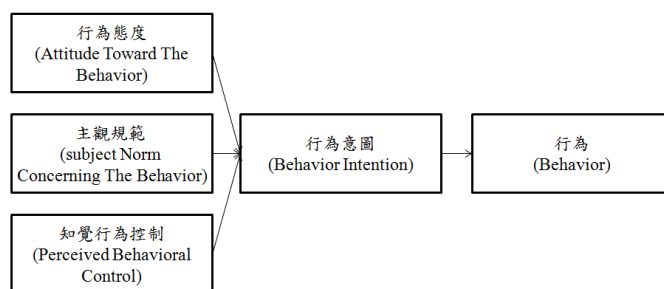 行為態度
(Attitude Toward The
Behavior)
主觀規範
(subject Norm
Concerning The Behavior)
知覺行為控制
(Perceived Behavioral
Control)
行為意圖
(Behavior Intention)
行為
(Behavior)